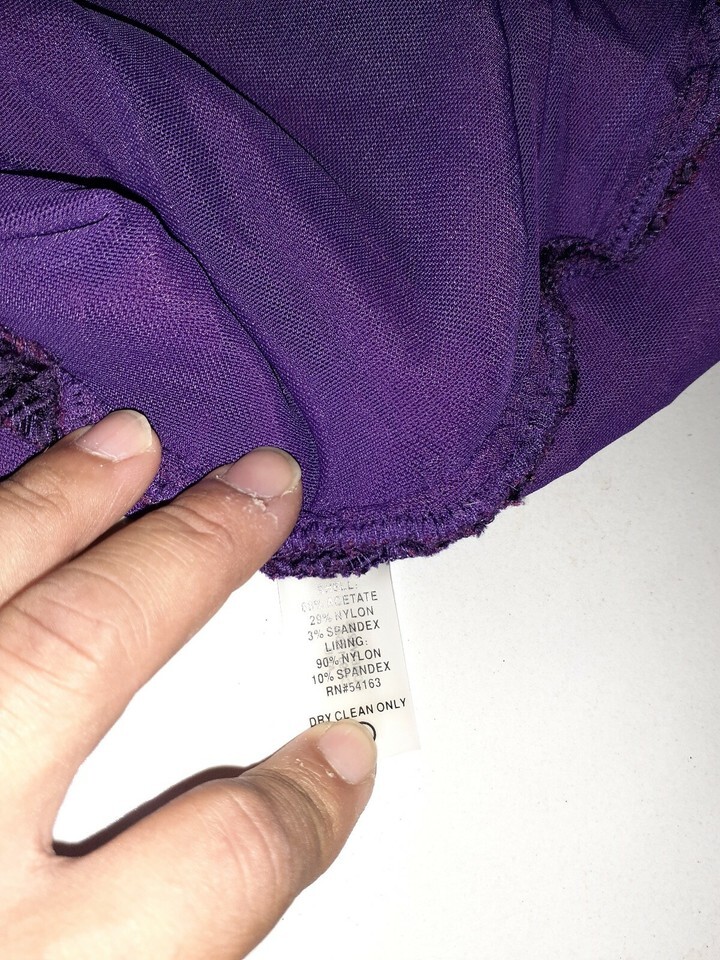 29% NYLON
3% SPANDEX
LINING:
90% NYLON
10% SPANDEX
RN#54163
DRY CLEAN ONLY